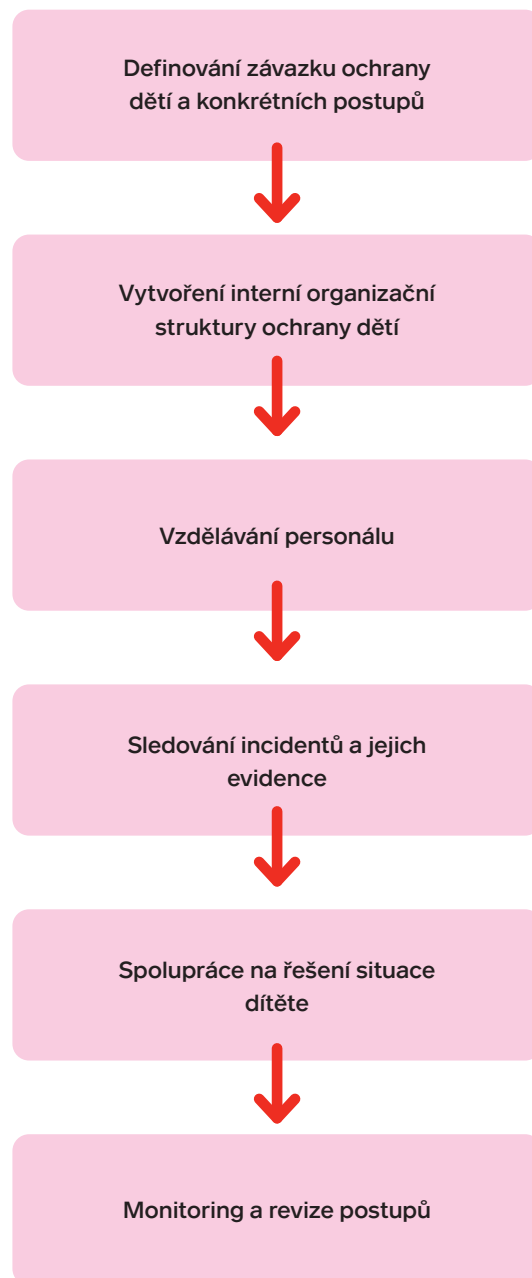 Definování závazku ochrany
dětí a konkrétních postupů
Vytvoření interní organizační
struktury ochrany dětí
Vzdělávání personálu
Sledování incidentů a jejich
evidence
Spolupráce na řešení situace
dítěte
Monitoring a revize postupů